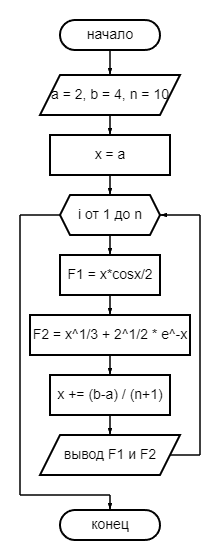 начало
a = 2, b = 4, n = 10
x = a
i от 1 до n
F1 = x*cosx/2
F2 = x^1/3 + 2^1/2 * e^-x
x += (b-a) / (n+1)
вывод F1 и F2
конец